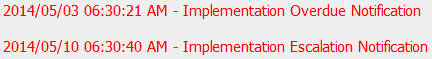 2014/05/03 06:30:21 AM - Implementation Overdue Notification
2014/05/10 06:30:40 AM - Implementation Escalation Notification